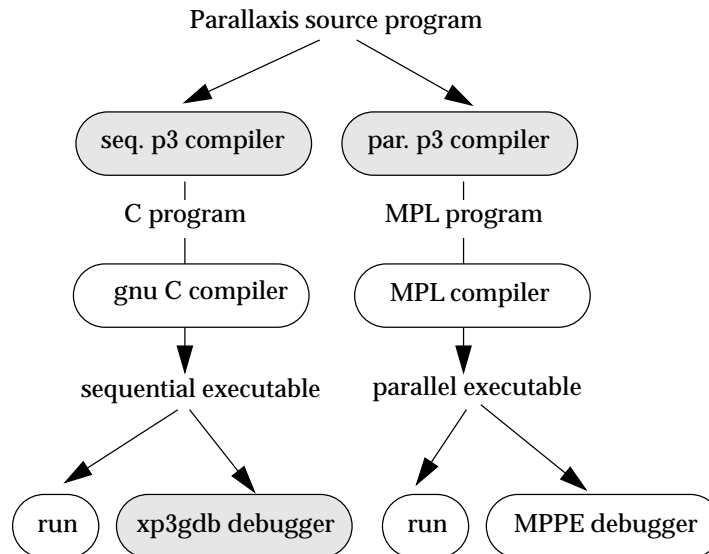 Parallaxis source program
seq. p3 compiler
par. p3 compiler
C program
MPL program
gnu C compiler
MPL compiler
sequential executable
parallel executable
run
xp3gdb debugger
run
MPPE debugger